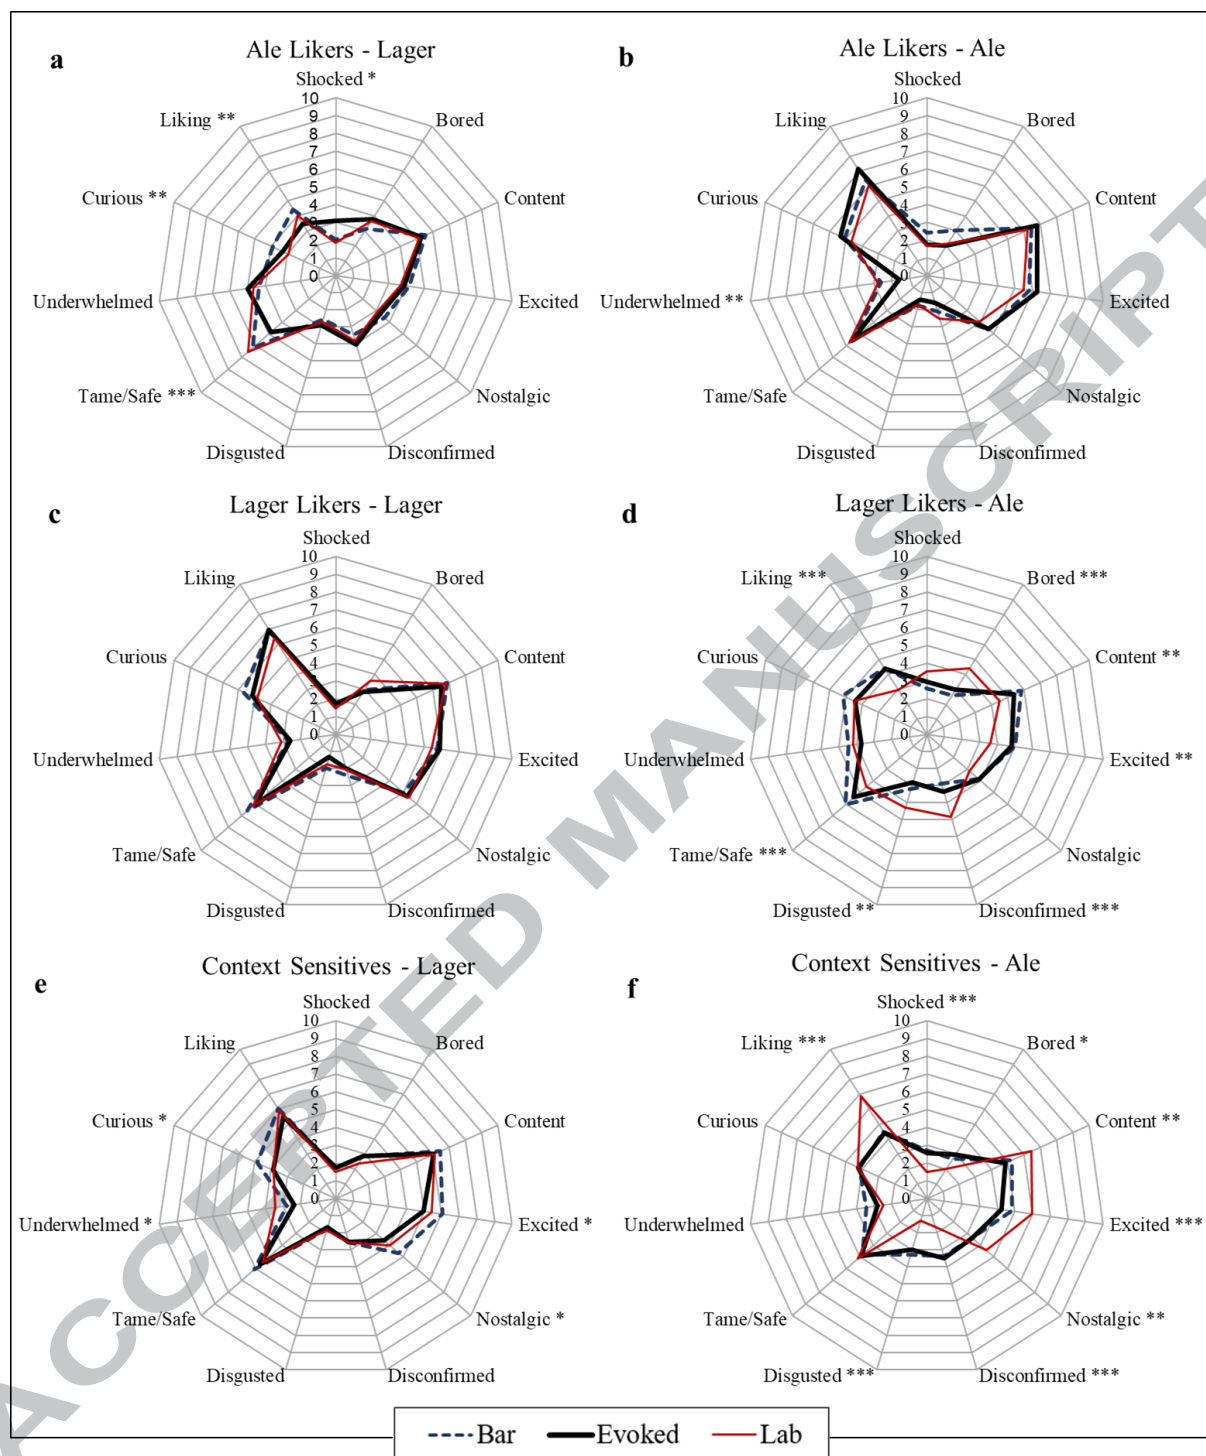 a
Ale Likers - Lager
Shocked *
Bored
Content
Excited
Nostalgic
Disconfirmed
Disgusted
Tame/Safe ***
Underwhelmed
Curious **
Liking **
10
9
8
7
6
5
4
3
2
1
0
b
Ale Likers - Ale
Shocked
Bored
Content
Excited
Nostalgic
Disconfirmed
Disgusted
Tame/Safe
Underwhelmed **
Curious
Liking
10
9
8
7
6
5
4
3
2
1
0
c
Lager Likers - Lager
Shocked
Bored
Content
Excited
Nostalgic
Disconfirmed
Disgusted
Tame/Safe
Underwhelmed
Curious
Liking
10
9
8
7
6
5
4
3
2
1
0
d
Lager Likers - Ale
Shocked
Bored ***
Content **
Excited **
Nostalgic
Disconfirmed ***
Disgusted **
Tame/Safe ***
Underwhelmed
Curious
Liking ***
10
9
8
7
6
5
4
3
2
1
0
e
Context Sensitives - Lager
Shocked
Bored
Content
Excited *
Nostalgic *
Disconfirmed
Disgusted
Tame/Safe
Underwhelmed *
Curious *
Liking
10
9
8
7
6
5
4
3
2
1
0
f
Context Sensitives - Ale
Shocked ***
Bored *
Content **
Excited ***
Nostalgic **
Disconfirmed ***
Disgusted ***
Tame/Safe
Underwhelmed
Curious
Liking ***
10
9
8
7
6
5
4
3
2
1
0
Bar Evoked Lab
ACCEPTED MANUSCRIPT